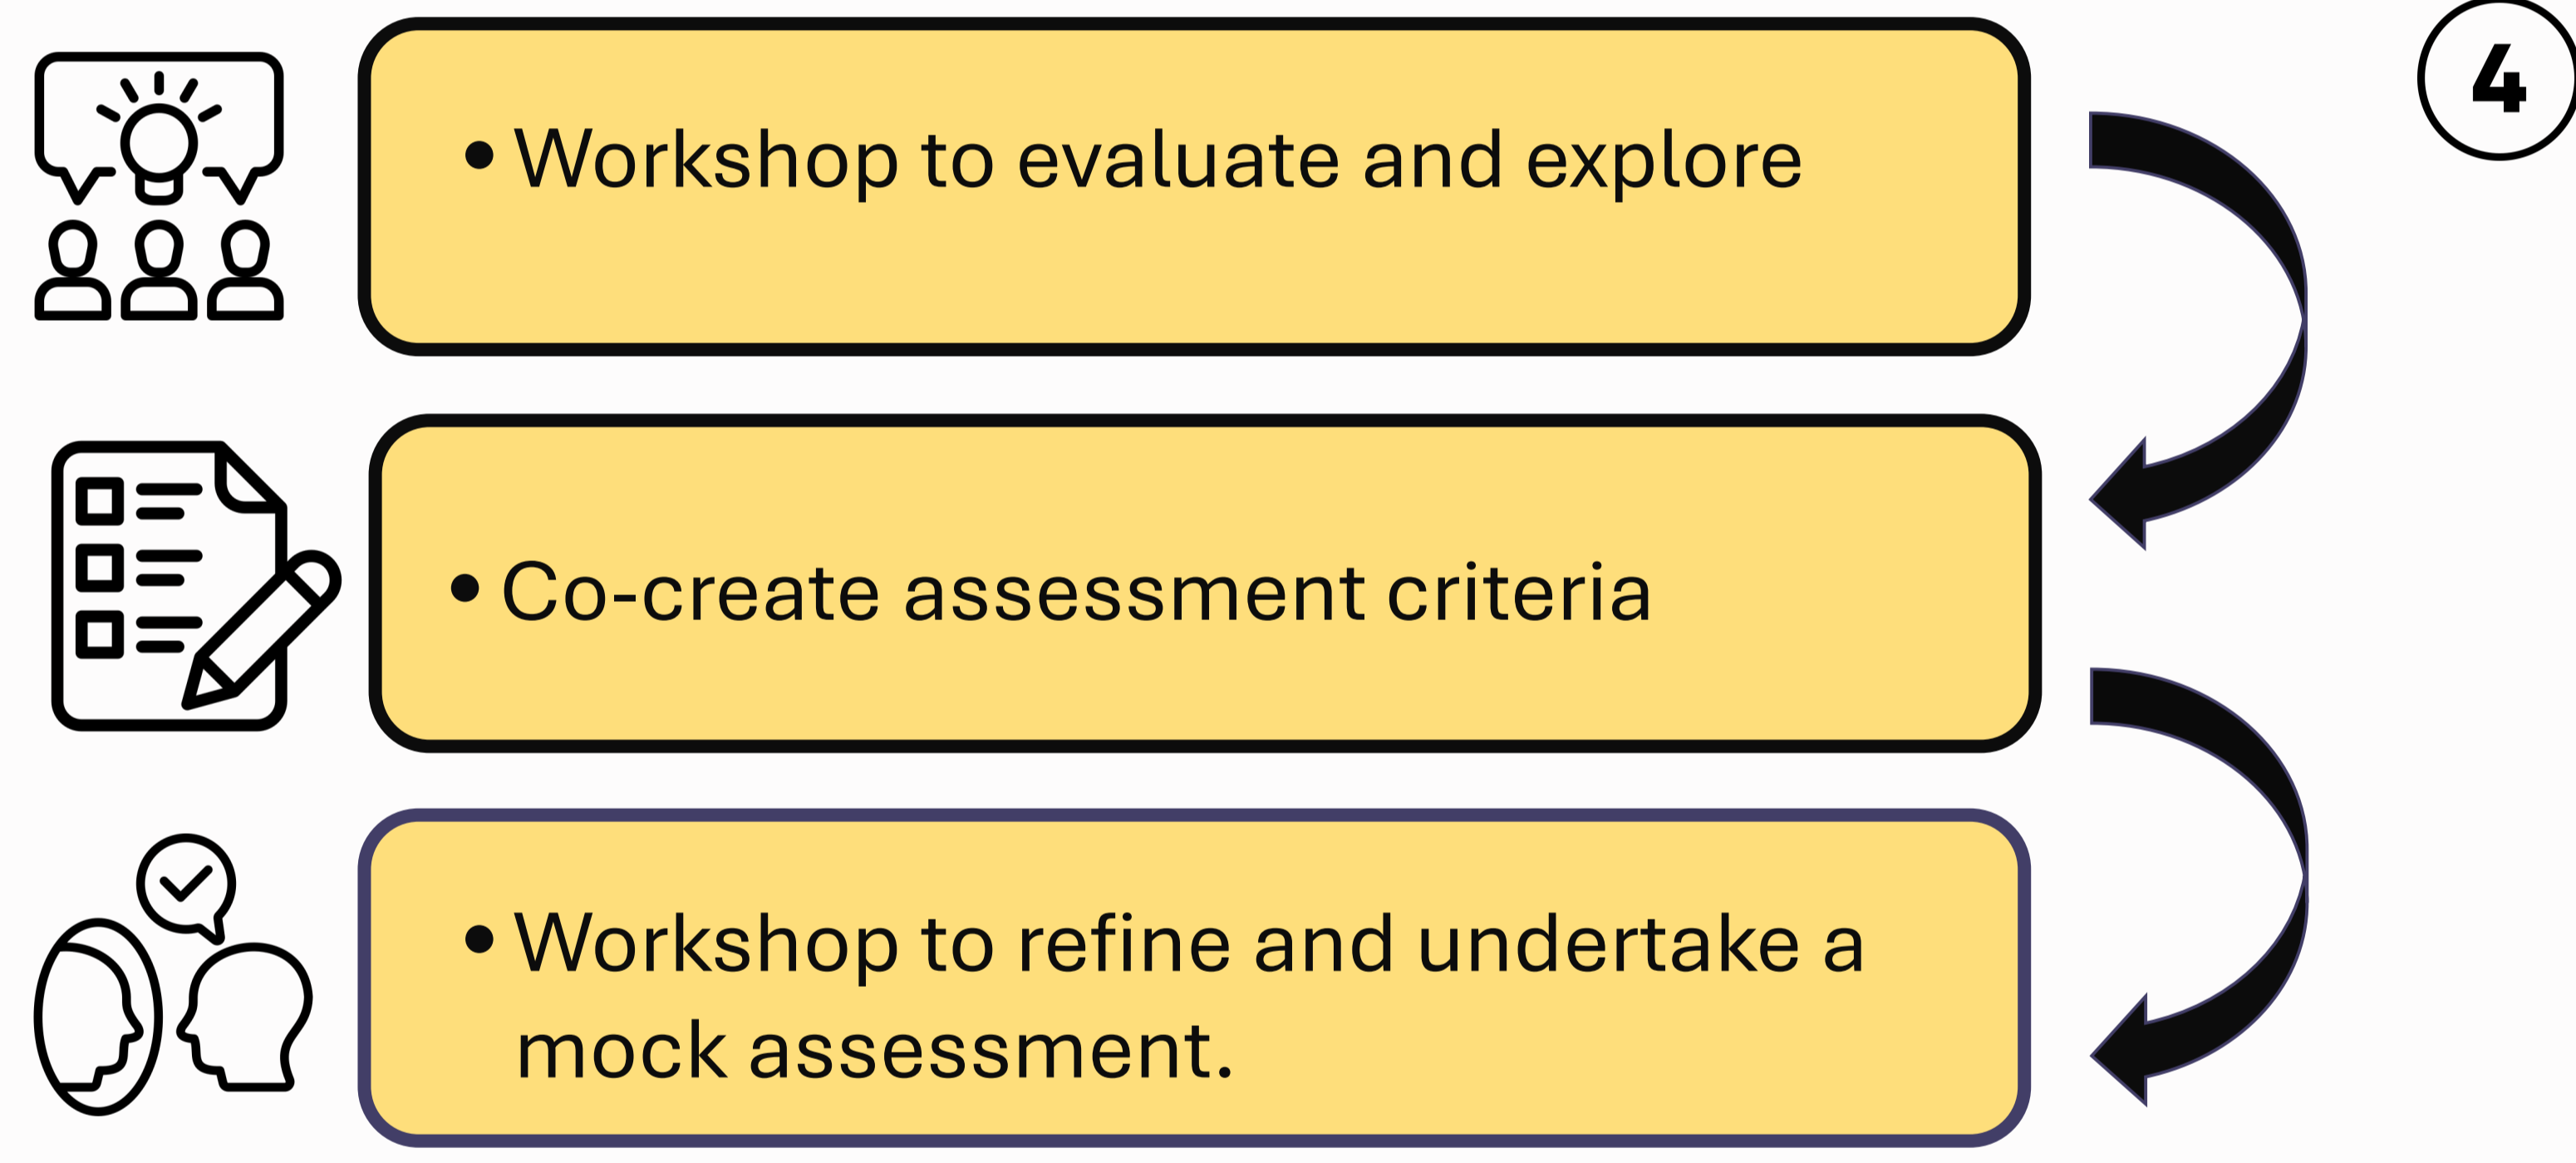 4
• Workshop to evaluate and explore
• Co-create assessment criteria
• Workshop to refine and undertake a
mock assessment.